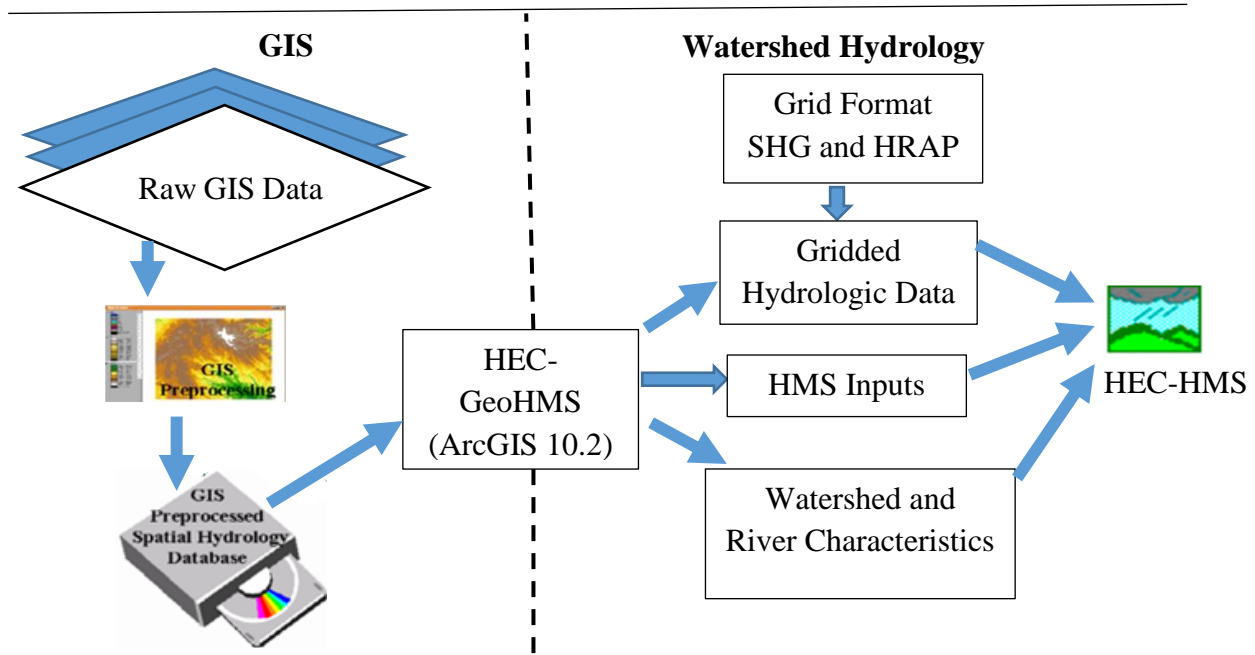 GIS
Raw GIS Data
GIS
Preprocessing
GIS
Preprocessed
Spatial Hydrology
Database
HEC-
GeoHMS
(ArcGIS 10.2)
Watershed Hydrology
Grid Format
SHG and HRAP
Gridded
Hydrologic Data
HMS Inputs
Watershed and
River Characteristics
HEC-HMS